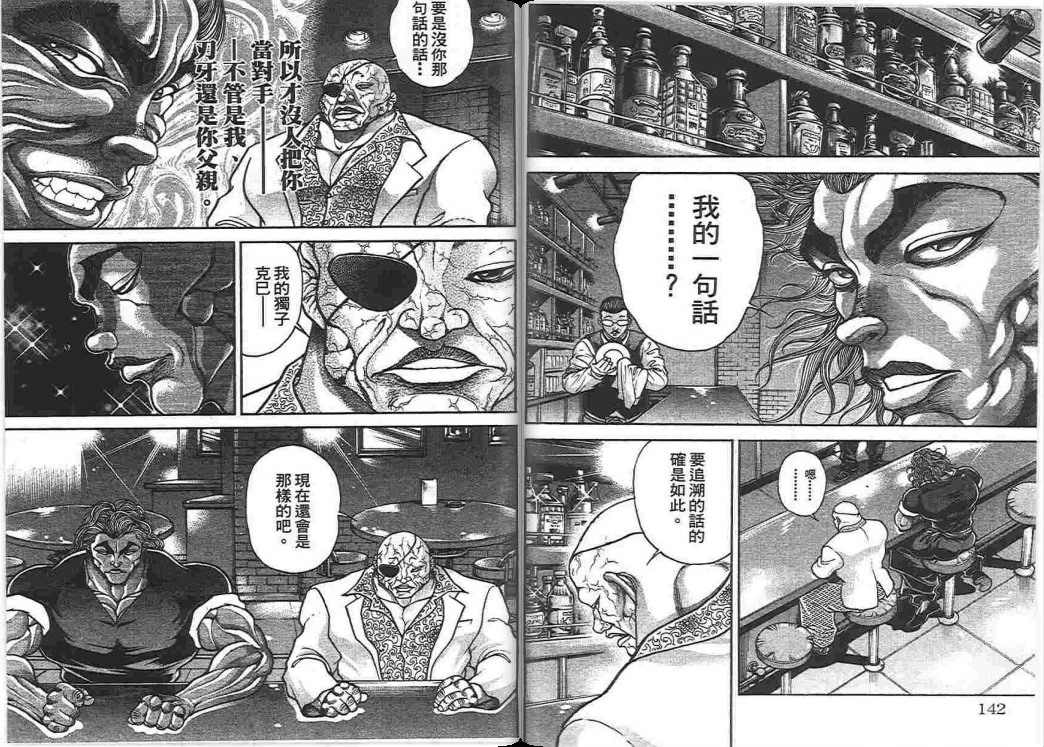 我的一句話
⋯⋯⋯⋯?
嗯⋯⋯
⋯⋯
要追溯的話的
確是如此。
142
要是沒你那
句話的話⋯
所以才沒人把你
當對手——
——不管是我、
刃牙還是你父親。
我的獨子
克巳——
現在還會是
那樣的吧。